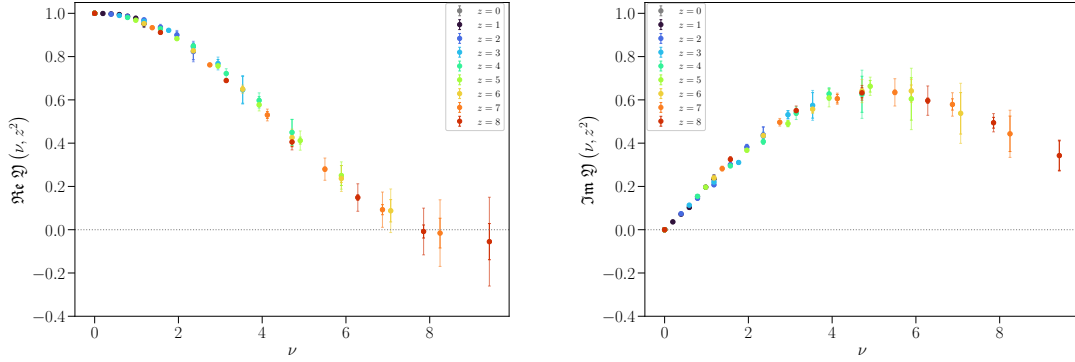 1.0
0.8
0.6
0.4
0.2
0.0
−0.2
−0.4
0
2
4
6
8
ν
ℜe 𝔜 (ν, z²)
z = 0
z = 1
z = 2
z = 3
z = 4
z = 5
z = 6
z = 7
z = 8
1.0
0.8
0.6
0.4
0.2
0.0
−0.2
−0.4
0
2
4
6
8
ν
ℑm 𝔜 (ν, z²)
z = 0
z = 1
z = 2
z = 3
z = 4
z = 5
z = 6
z = 7
z = 8